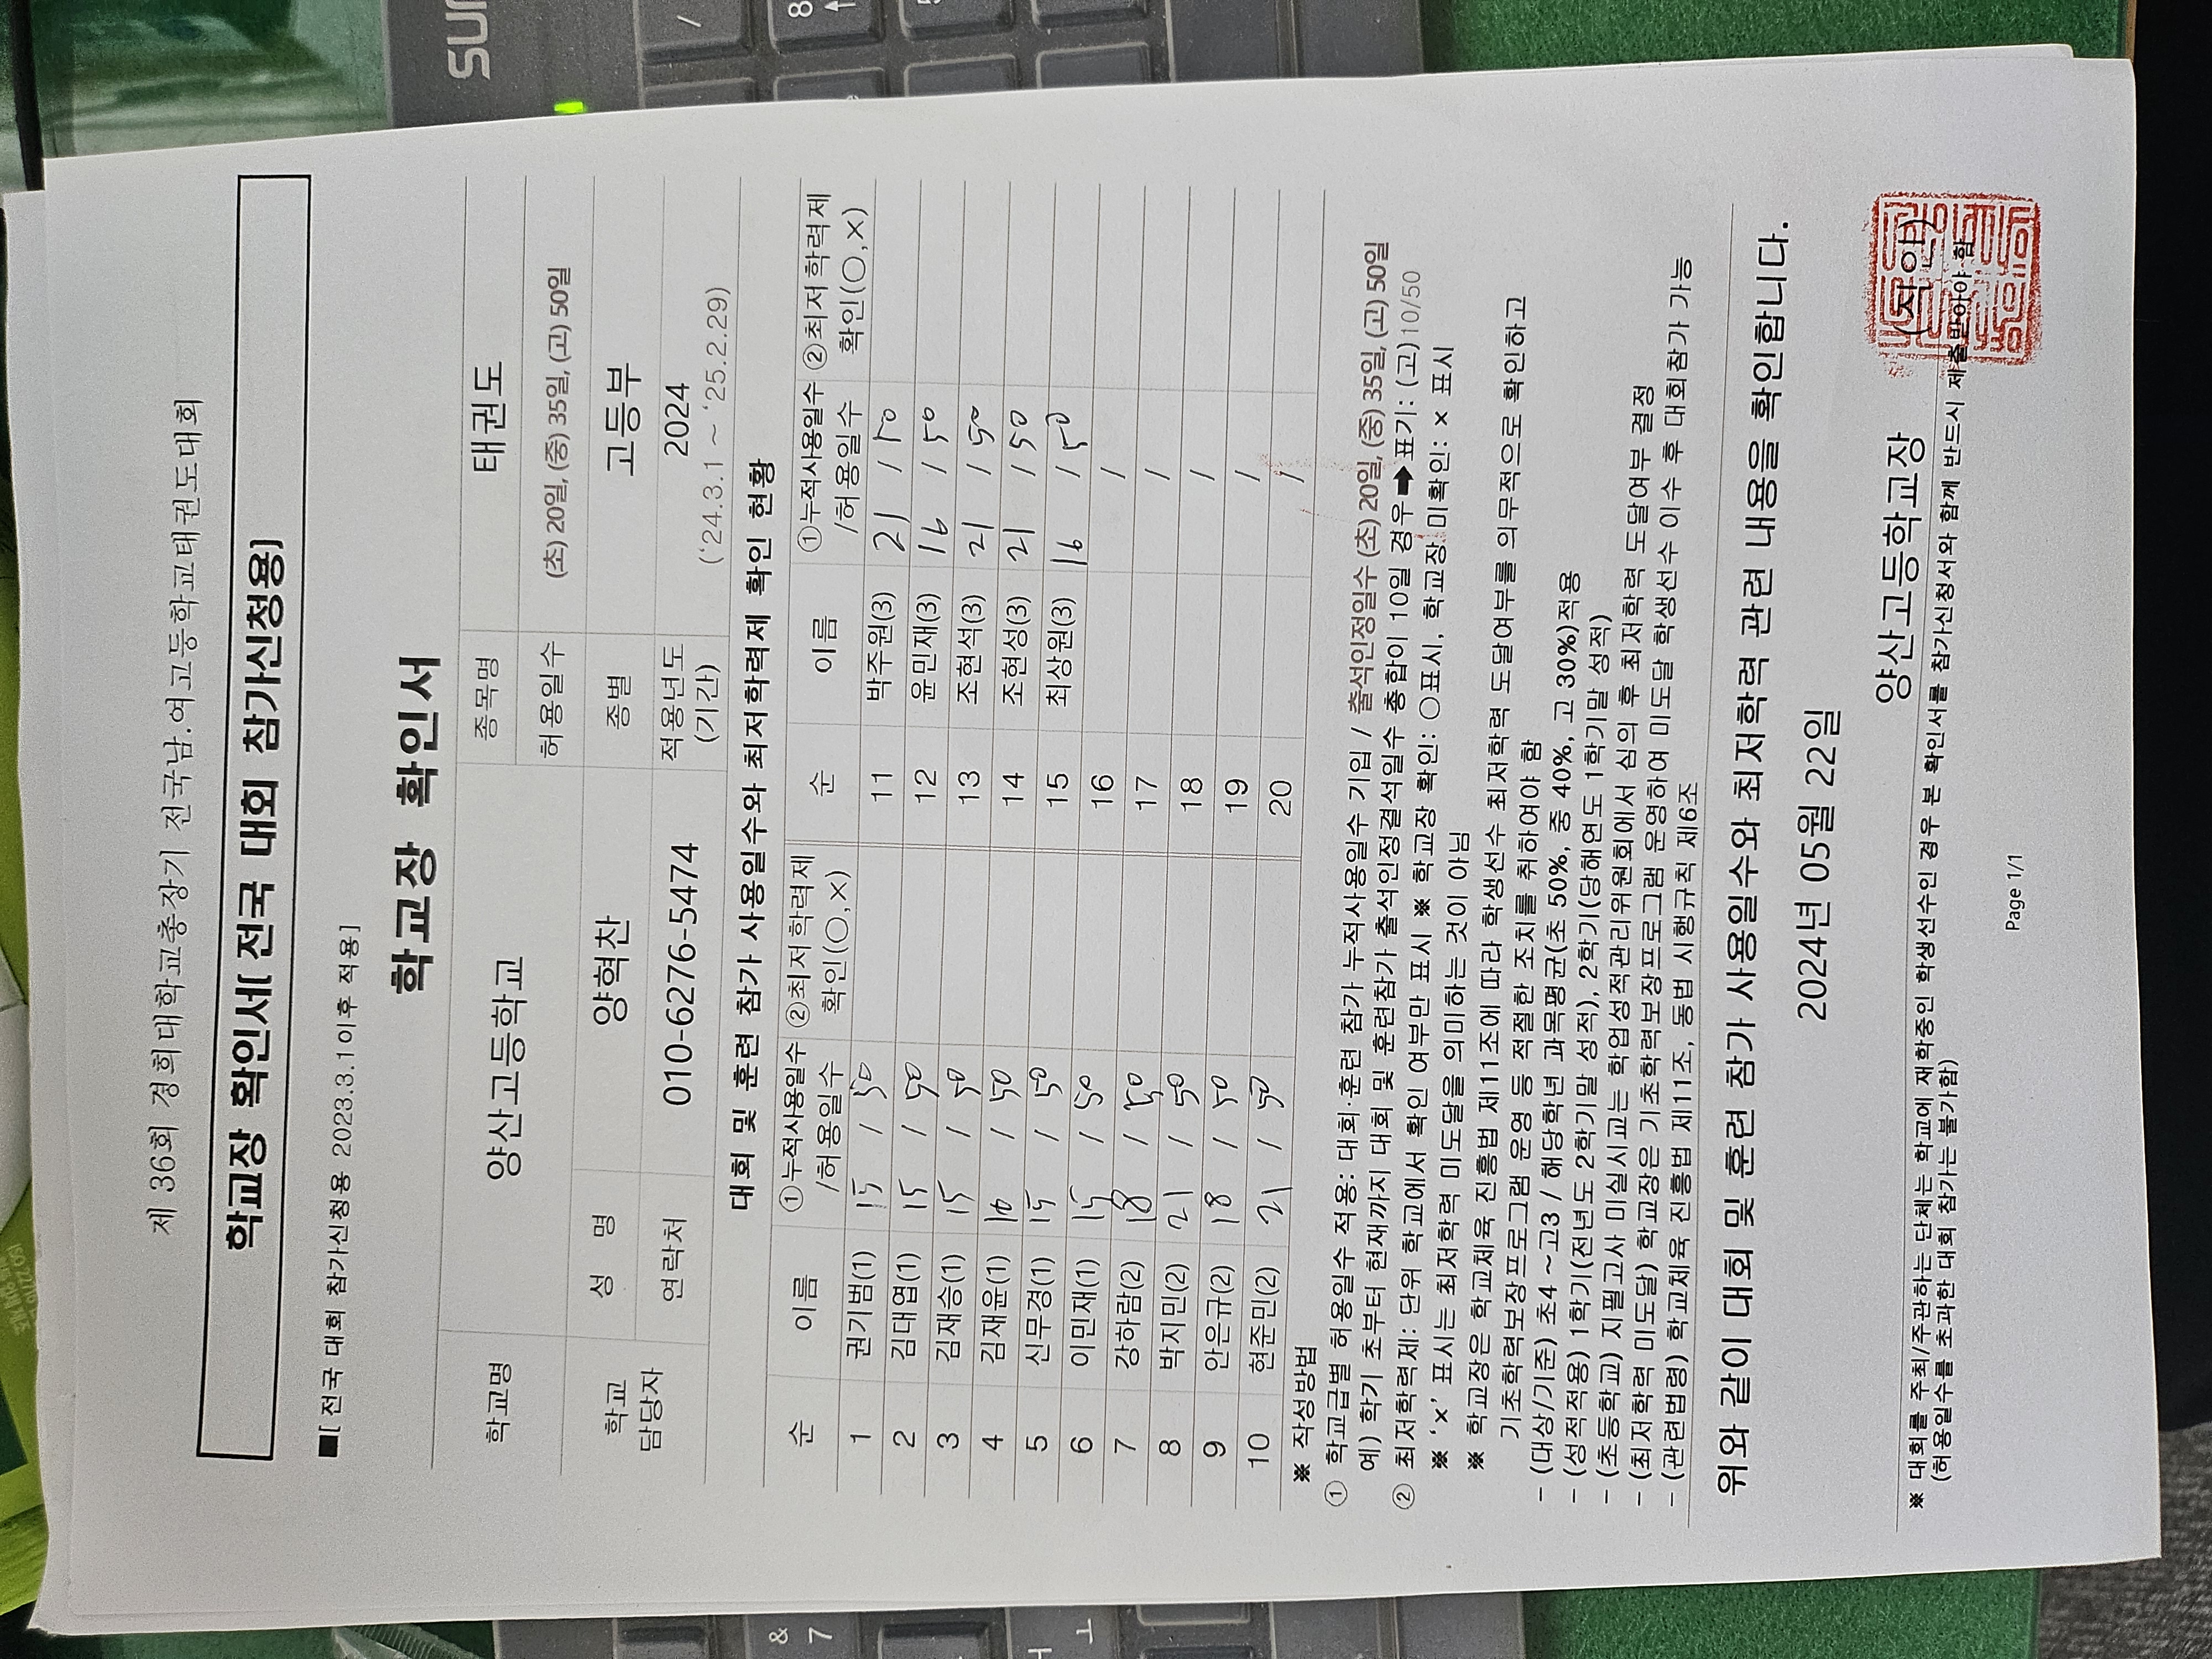 제 36회 경희대학교총장기 전국남.여고등학교태권도대회
학교장 확인서[전국 대회 참가신청용]
■[전국 대회 참가신청용 2023.3.1이후 적용]
학교장 확인서
학교명 양산고등학교 종목명 태권도
허용일수 (초) 20일, (중) 35일, (고) 50일
학교 담당자 성 명 양혁찬 종별 고등부
연락처 010-6276-5474 적용년도 (기간) 2024 ('24.3.1 ~ '25.2.29)
대회 및 훈련 참가 사용일수와 최저학력제 확인 현황
순 이름 ①누적사용일수 /허용일수 ②최저학력제 확인(○,×) 순 이름 ①누적사용일수 /허용일수 ②최저학력제 확인(○,×)
1 권기범(1) 15 / 50 11 박주원(3) 21 / 50
2 김대엽(1) 15 / 50 12 윤민재(3) 16 / 50
3 김재승(1) 15 / 50 13 조현석(3) 21 / 50
4 김재윤(1) 16 / 50 14 조현성(3) 21 / 50
5 신무경(1) 15 / 50 15 최상원(3) 16 / 50
6 이민재(1) 15 / 50 16 /
7 강하람(2) 18 / 50 17 /
8 박지민(2) 21 / 50 18 /
9 안은규(2) 18 / 50 19 /
10 현준민(2) 21 / 50 20 /
※ 작성방법
① 학교급별 허용일수 적용: 대회·훈련 참가 누적사용일수 기입 / 출석인정일수 (초) 20일, (중) 35일, (고) 50일
예) 학기 초부터 현재까지 대회 및 훈련참가 출석인정결석일수 총합이 10일 경우➡표기: (고) 10/50
② 최저학력제: 단위 학교에서 확인 여부만 표시 ※ 학교장 확인: ○표시, 학교장 미확인: × 표시
※ '×' 표시는 최저학력 미도달을 의미하는 것이 아님
※ 학교장은 학교체육 진흥법 제11조에 따라 학생선수 최저학력 도달여부를 의무적으로 확인하고
기초학력보장프로그램 운영 등 적절한 조치를 취하여야 함
- (대상/기준) 초4 ~고3 / 해당학년 과목평균(초 50%, 중 40%, 고 30%)적용
- (성적적용) 1학기(전년도 2학기말 성적), 2학기(당해연도 1학기말 성적)
- (초등학교) 지필고사 미실시교는 학업성적관리위원회에서 심의 후 최저학력 도달여부 결정
- (최저학력 미도달) 학교장은 기초학력보장프로그램 운영하여 미도달 학생선수 이수 후 대회참가 가능
- (관련법령) 학교체육 진흥법 제11조, 동법 시행규칙 제6조
위와 같이 대회 및 훈련 참가 사용일수와 최저학력 관련 내용을 확인합니다.
2024년 05월 22일
양산고등학교장 (직인)
※ 대회를 주최/주관하는 단체는 학교에 재학중인 학생선수인 경우 본 확인서를 참가신청서와 함께 반드시 제출받아야 함
(허용일수를 초과한 대회 참가는 불가함)
Page 1/1